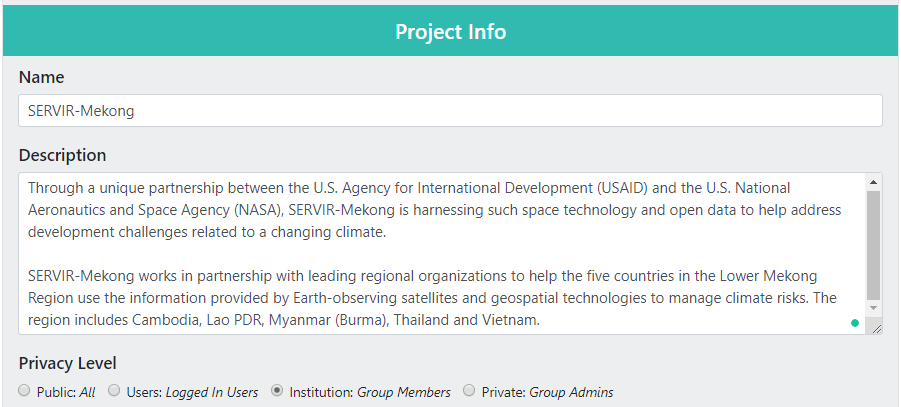 Project Info
Name
SERVIR-Mekong
Description
Through a unique partnership between the U.S. Agency for International Development (USAID) and the U.S. National
Aeronautics and Space Agency (NASA), SERVIR-Mekong is harnessing such space technology and open data to help address
development challenges related to a changing climate.
SERVIR-Mekong works in partnership with leading regional organizations to help the five countries in the Lower Mekong
Region use the information provided by Earth-observing satellites and geospatial technologies to manage climate risks. The
region includes Cambodia, Lao PDR, Myanmar (Burma), Thailand and Vietnam.
Privacy Level
Public: All Users: Logged In Users Institution: Group Members Private: Group Admins